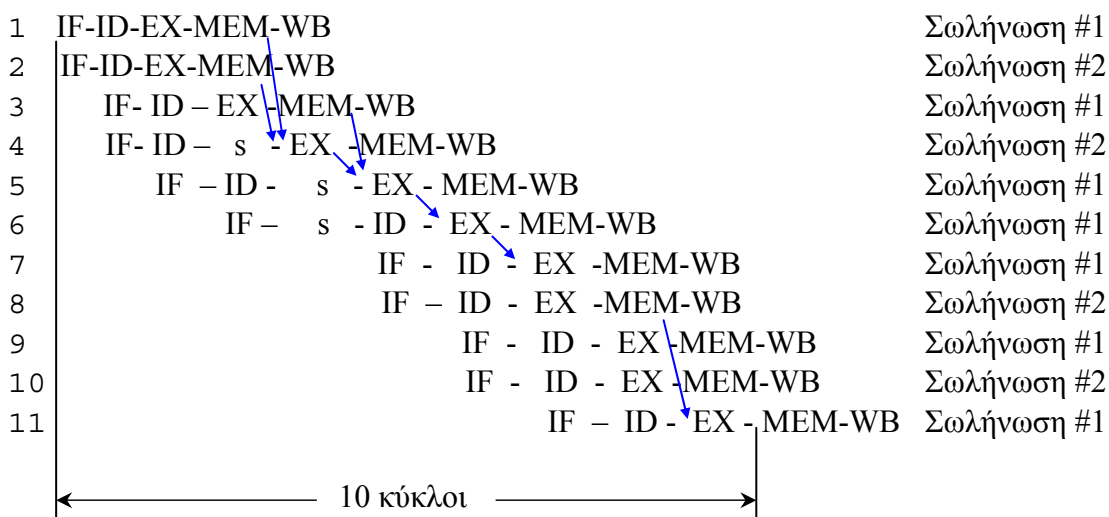 1 IF-ID-EX-MEM-WB Σωλήνωση #1
2 IF-ID-EX-MEM-WB Σωλήνωση #2
3 IF- ID – EX -MEM-WB Σωλήνωση #1
4 IF- ID – s - EX -MEM-WB Σωλήνωση #2
5 IF – ID - s - EX - MEM-WB Σωλήνωση #1
6 IF – s - ID - EX - MEM-WB Σωλήνωση #1
7 IF - ID - EX -MEM-WB Σωλήνωση #1
8 IF – ID - EX -MEM-WB Σωλήνωση #2
9 IF - ID - EX -MEM-WB Σωλήνωση #1
10 IF - ID - EX -MEM-WB Σωλήνωση #2
11 IF – ID - EX - MEM-WB Σωλήνωση #1
10 κύκλοι